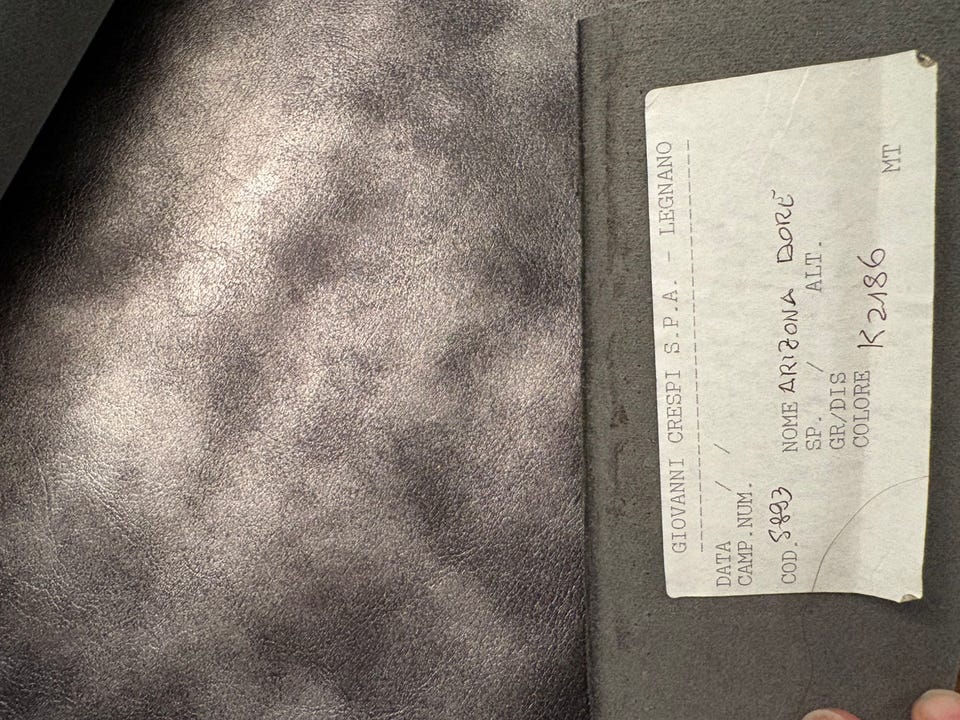 GIOVANNI CRESPI S.P.A. - LEGNANO
--------------------------------
DATA / /
CAMP.NUM.
COD. 5893 NOME ARIZONA DORÉ
SP. / ALT.
GR/DIS
COLORE K2186 MT